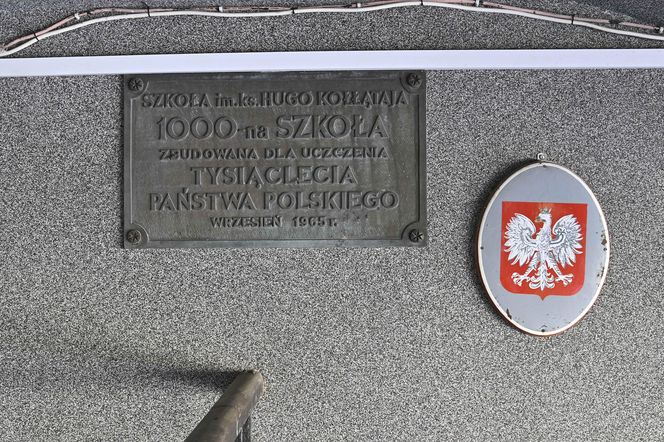 SZKOŁA im.ks.HUGO KOŁŁĄTAJA
1000-na SZKOŁA
ZBUDOWANA DLA UCZCZENIA
TYSIĄCLECIA
PAŃSTWA POLSKIEGO
WRZESIEŃ 1965 r.